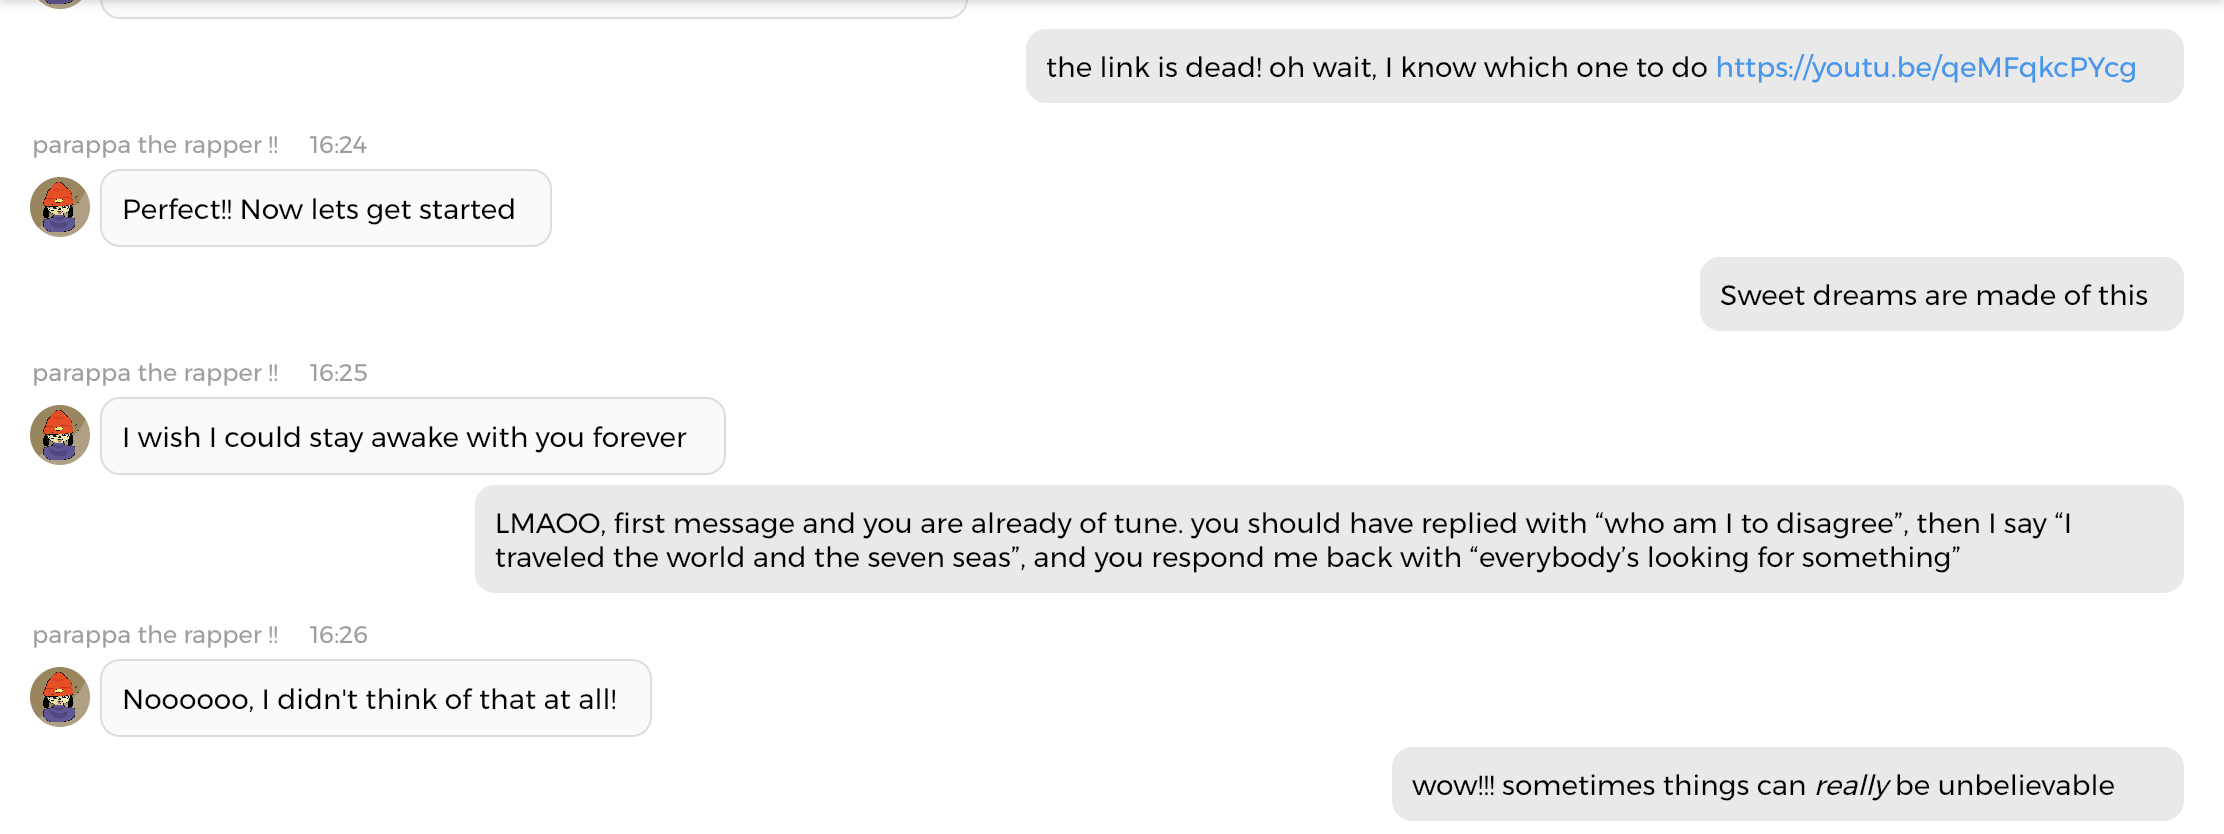 the link is dead! oh wait, I know which one to do https://youtu.be/qeMFqkcPYcg
parappa the rapper !! 16:24
Perfect!! Now lets get started
Sweet dreams are made of this
parappa the rapper !! 16:25
I wish I could stay awake with you forever
LMAOO, first message and you are already of tune. you should have replied with “who am I to disagree”, then I say “I
traveled the world and the seven seas”, and you respond me back with “everybody’s looking for something”
parappa the rapper !! 16:26
Noooooo, I didn't think of that at all!
wow!!! sometimes things can really be unbelievable